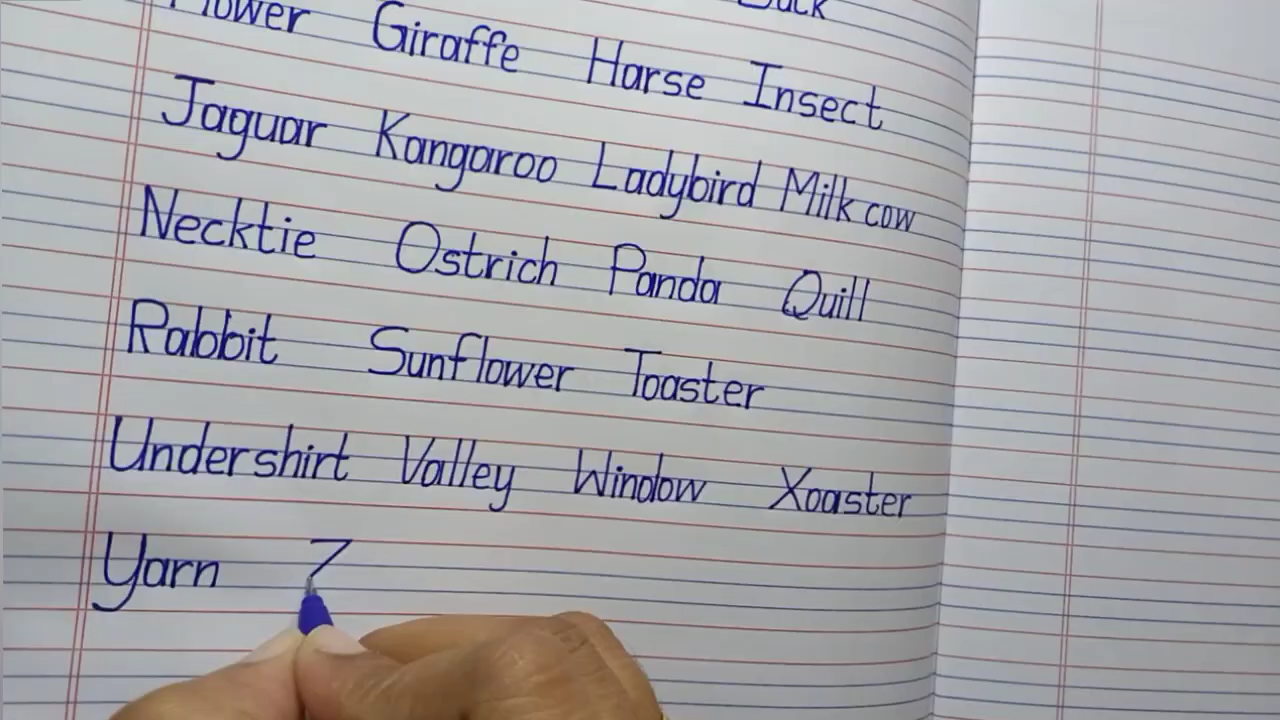 Duck
Flower Giraffe Harse Insect
Jaguar Kangaroo Ladybird Milk cow
Necktie Ostrich Panda Quill
Rabbit Sunflower Toaster
Undershirt Valley Window Xoaster
Yarn Z